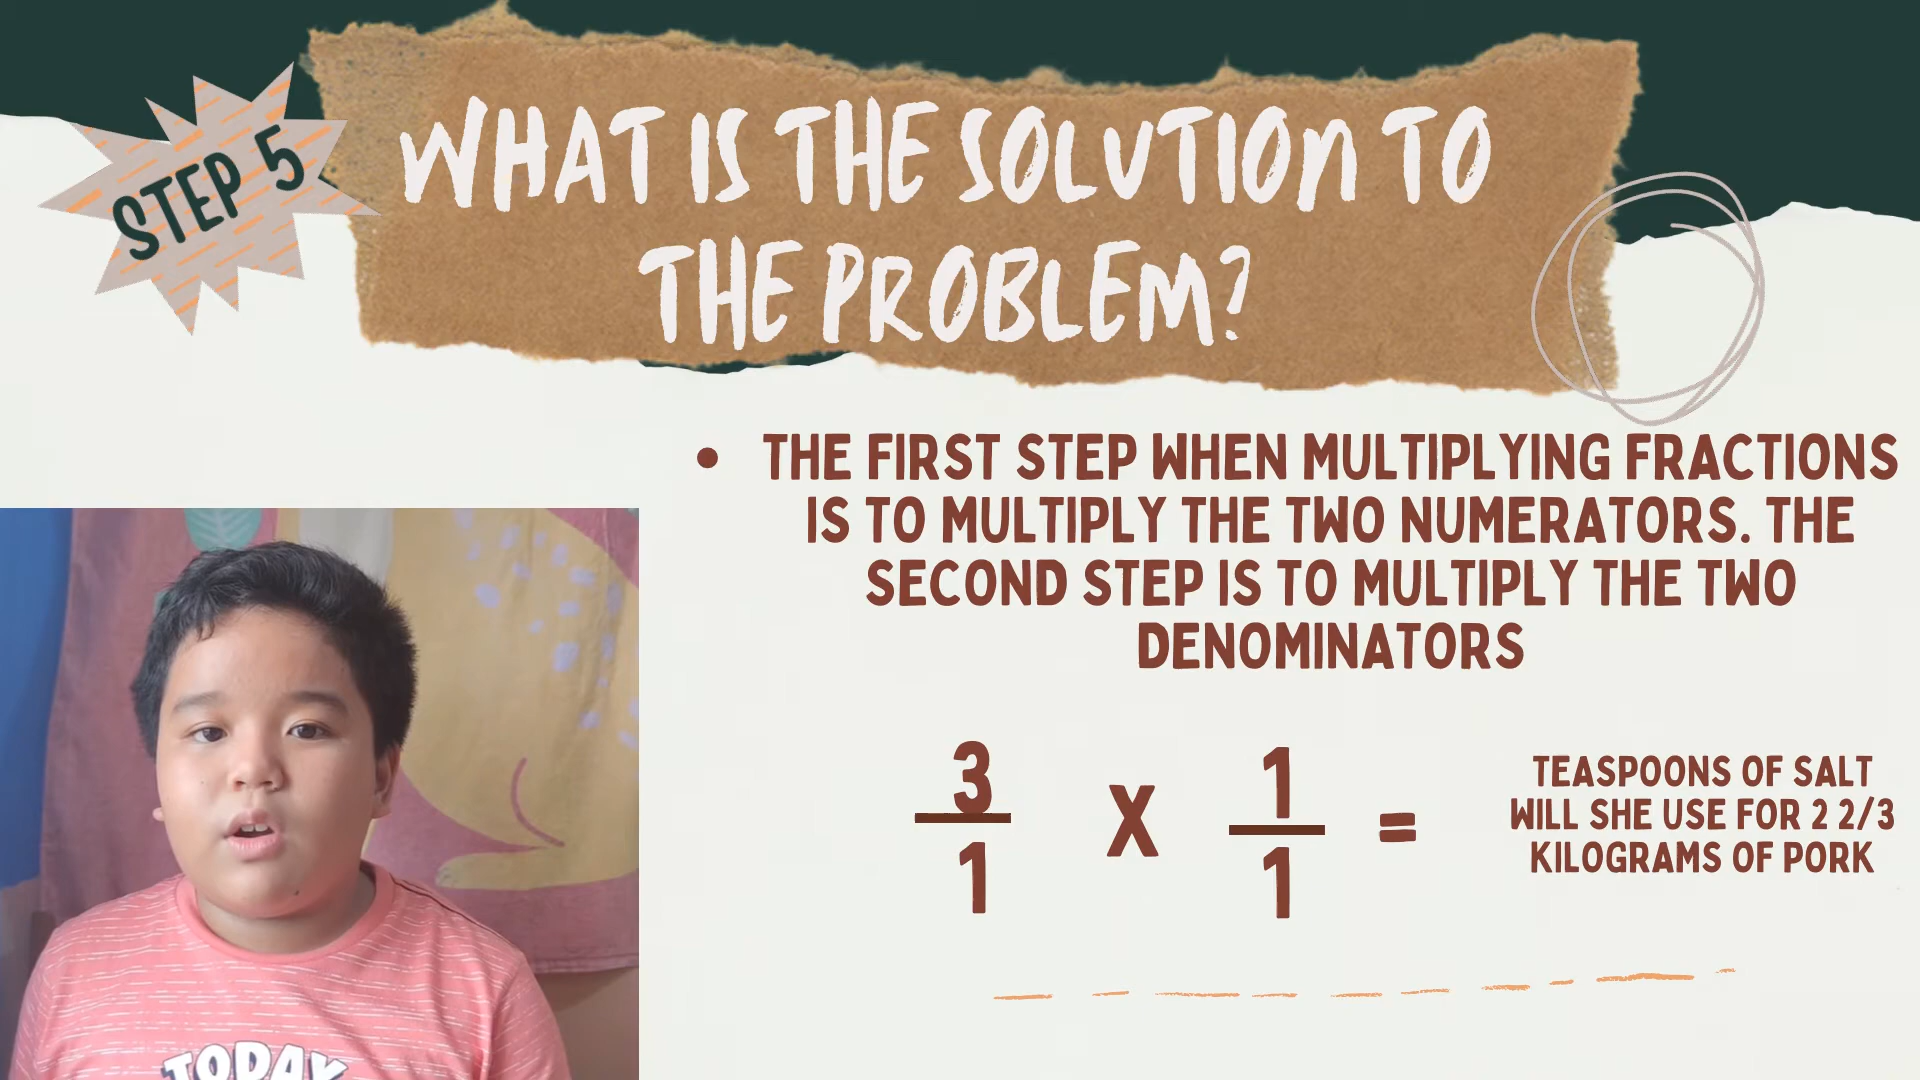 STEP 5
WHAT IS THE SOLUTION TO
THE PROBLEM?
• THE FIRST STEP WHEN MULTIPLYING FRACTIONS
IS TO MULTIPLY THE TWO NUMERATORS. THE
SECOND STEP IS TO MULTIPLY THE TWO
DENOMINATORS
3/1 X 1/1 =
TEASPOONS OF SALT
WILL SHE USE FOR 2 2/3
KILOGRAMS OF PORK
TODAY